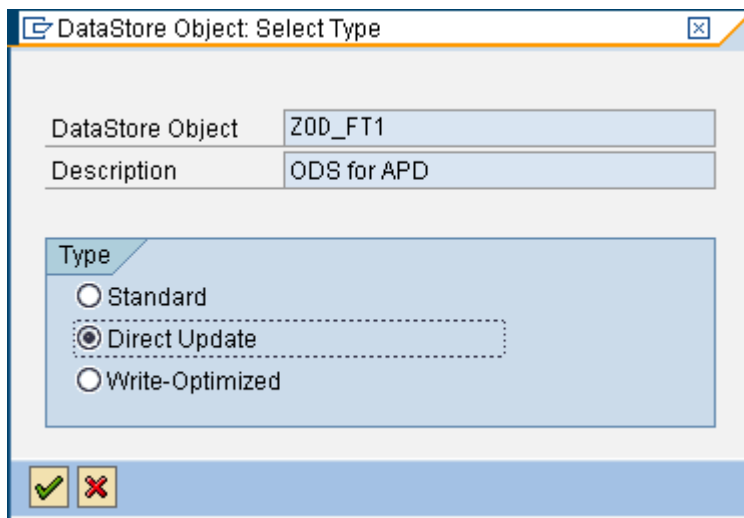 DataStore Object: Select Type
DataStore Object Z0D_FT1
Description ODS for APD
Type
Standard
Direct Update
Write-Optimized